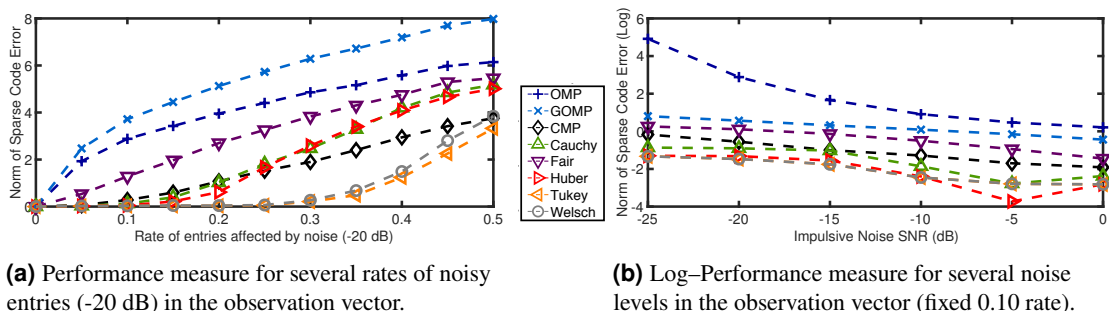 8
6
4
2
0
0
0.1
0.2
0.3
0.4
0.5
Norm of Sparse Code Error
Rate of entries affected by noise (-20 dB)
OMP
GOMP
CMP
Cauchy
Fair
Huber
Tukey
Welsch
6
4
2
0
-2
-4
-25
-20
-15
-10
-5
0
Norm of Sparse Code Error (Log)
Impulsive Noise SNR (dB)
(a) Performance measure for several rates of noisy
entries (-20 dB) in the observation vector.
(b) Log–Performance measure for several noise
levels in the observation vector (fixed 0.10 rate).